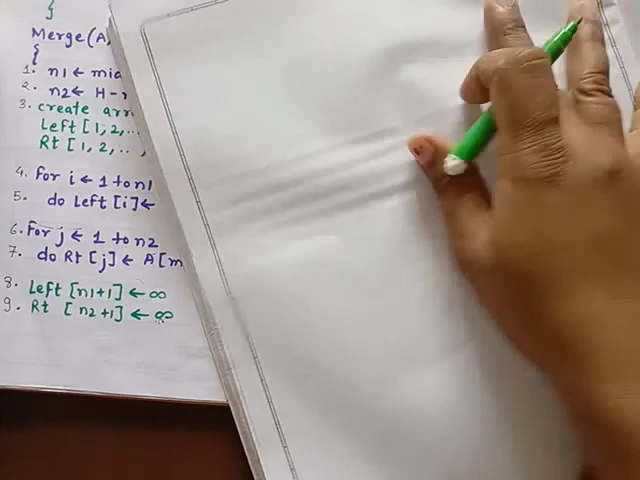 }
Merge(A
{
1. n1 ← mid
2. n2 ← H-
3. create arr
Left [1,2,..
Rt [1,2,.. ,
4. For i ← 1 to n1
5. do Left [i] ←
6. For j ← 1 to n2
7. do Rt [j] ← A[m
8. Left [n1+1] ← ∞
9. Rt [n2+1] ← ∞